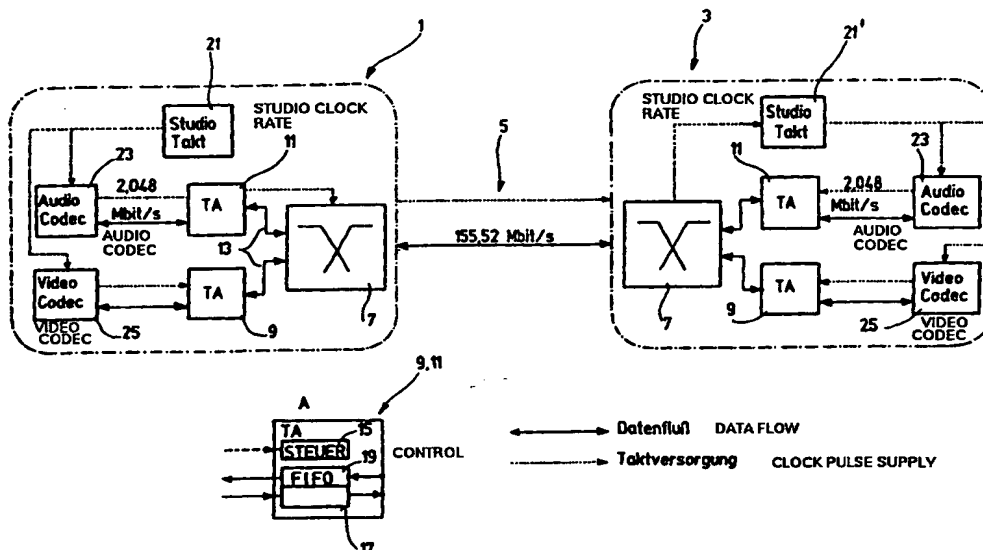 1
3
21
21'
STUDIO CLOCK
RATE
Studio
Takt
STUDIO CLOCK
RATE
Studio
Takt
23
11
5
11
23
Audio
Codec
2,048
Mbit/s
AUDIO
CODEC
TA
13
155,52 Mbit/s
TA
2,048
Mbit/s
AUDIO
CODEC
Audio
Codec
Video
Codec
VIDEO
CODEC
25
TA
9
7
7
TA
9
25
Video
Codec
VIDEO
CODEC
9,11
A
TA
15
STEUER
CONTROL
19
FIFO
17
Datenfluß DATA FLOW
Taktversorgung CLOCK PULSE SUPPLY